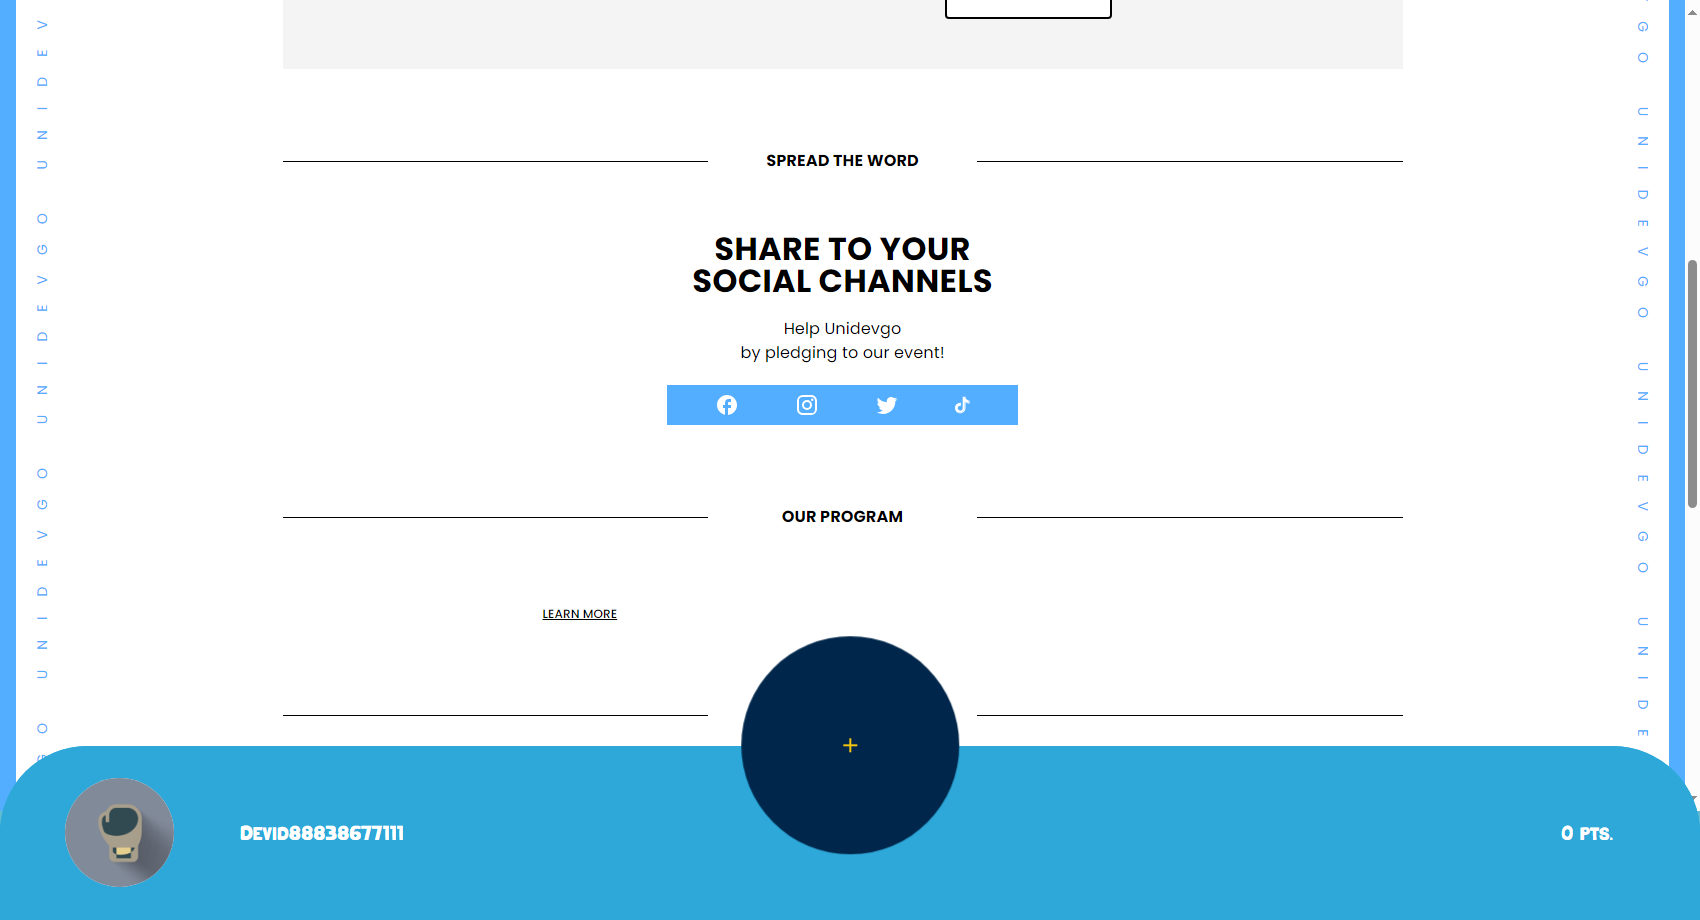 SPREAD THE WORD
SHARE TO YOUR
SOCIAL CHANNELS
Help Unidevgo
by pledging to our event!
OUR PROGRAM
LEARN MORE
+
Devid88838677111
0 PTS.
UNIDEVGO UNIDEVGO UNIDEV
GO UNIDEVGO UNIDEVGO UNIDE